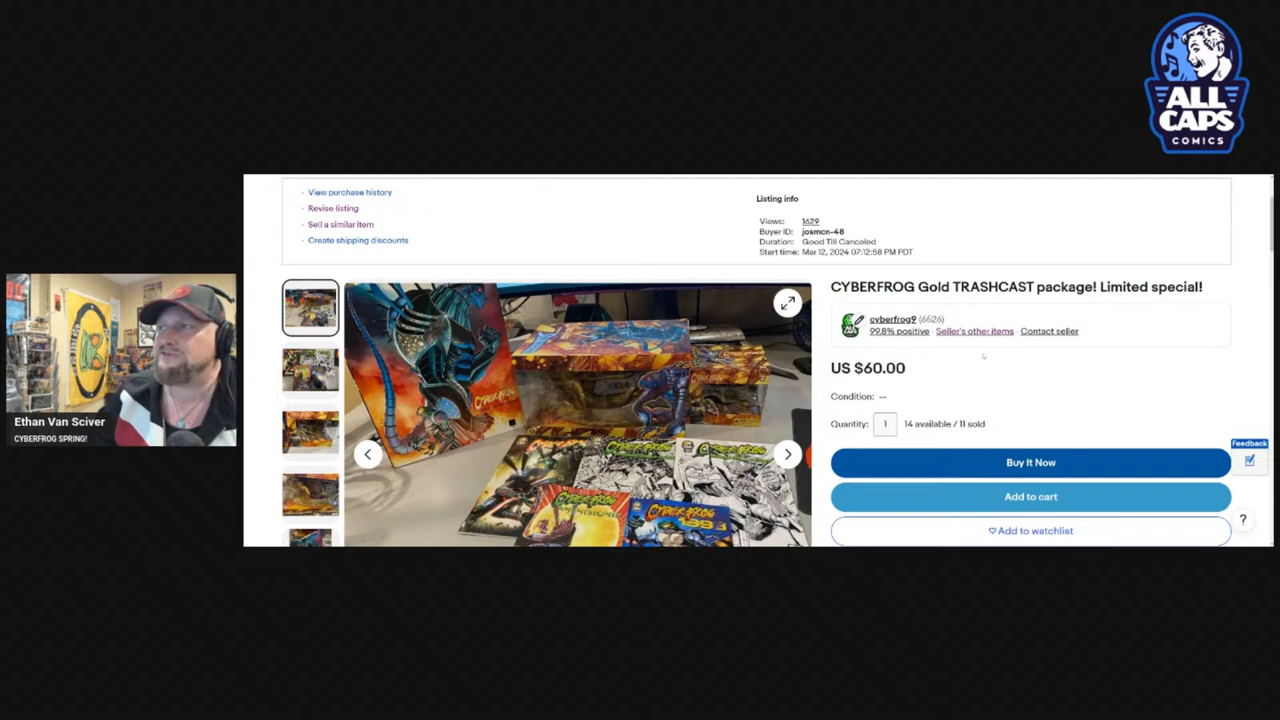 ALL
CAPS
COMICS
View purchase history
Revise listing
Sell a similar item
Create shipping discounts
Listing info
Views: 1629
Buyer ID: josmcn-48
Duration: Good Till Canceled
Start time: Mar 12, 2024 07:12:58 PM PDT
CYBERFROG Gold TRASHCAST package! Limited special!
cyberfrog9 (6626)
99.8% positive · Seller's other items · Contact seller
US $60.00
Condition: --
Quantity: 1 14 available / 11 sold
Buy It Now
Add to cart
Add to watchlist
Feedback
?
Ethan Van Sciver
CYBERFROG SPRING!
CYBERFROG
CYBERFROG
1998